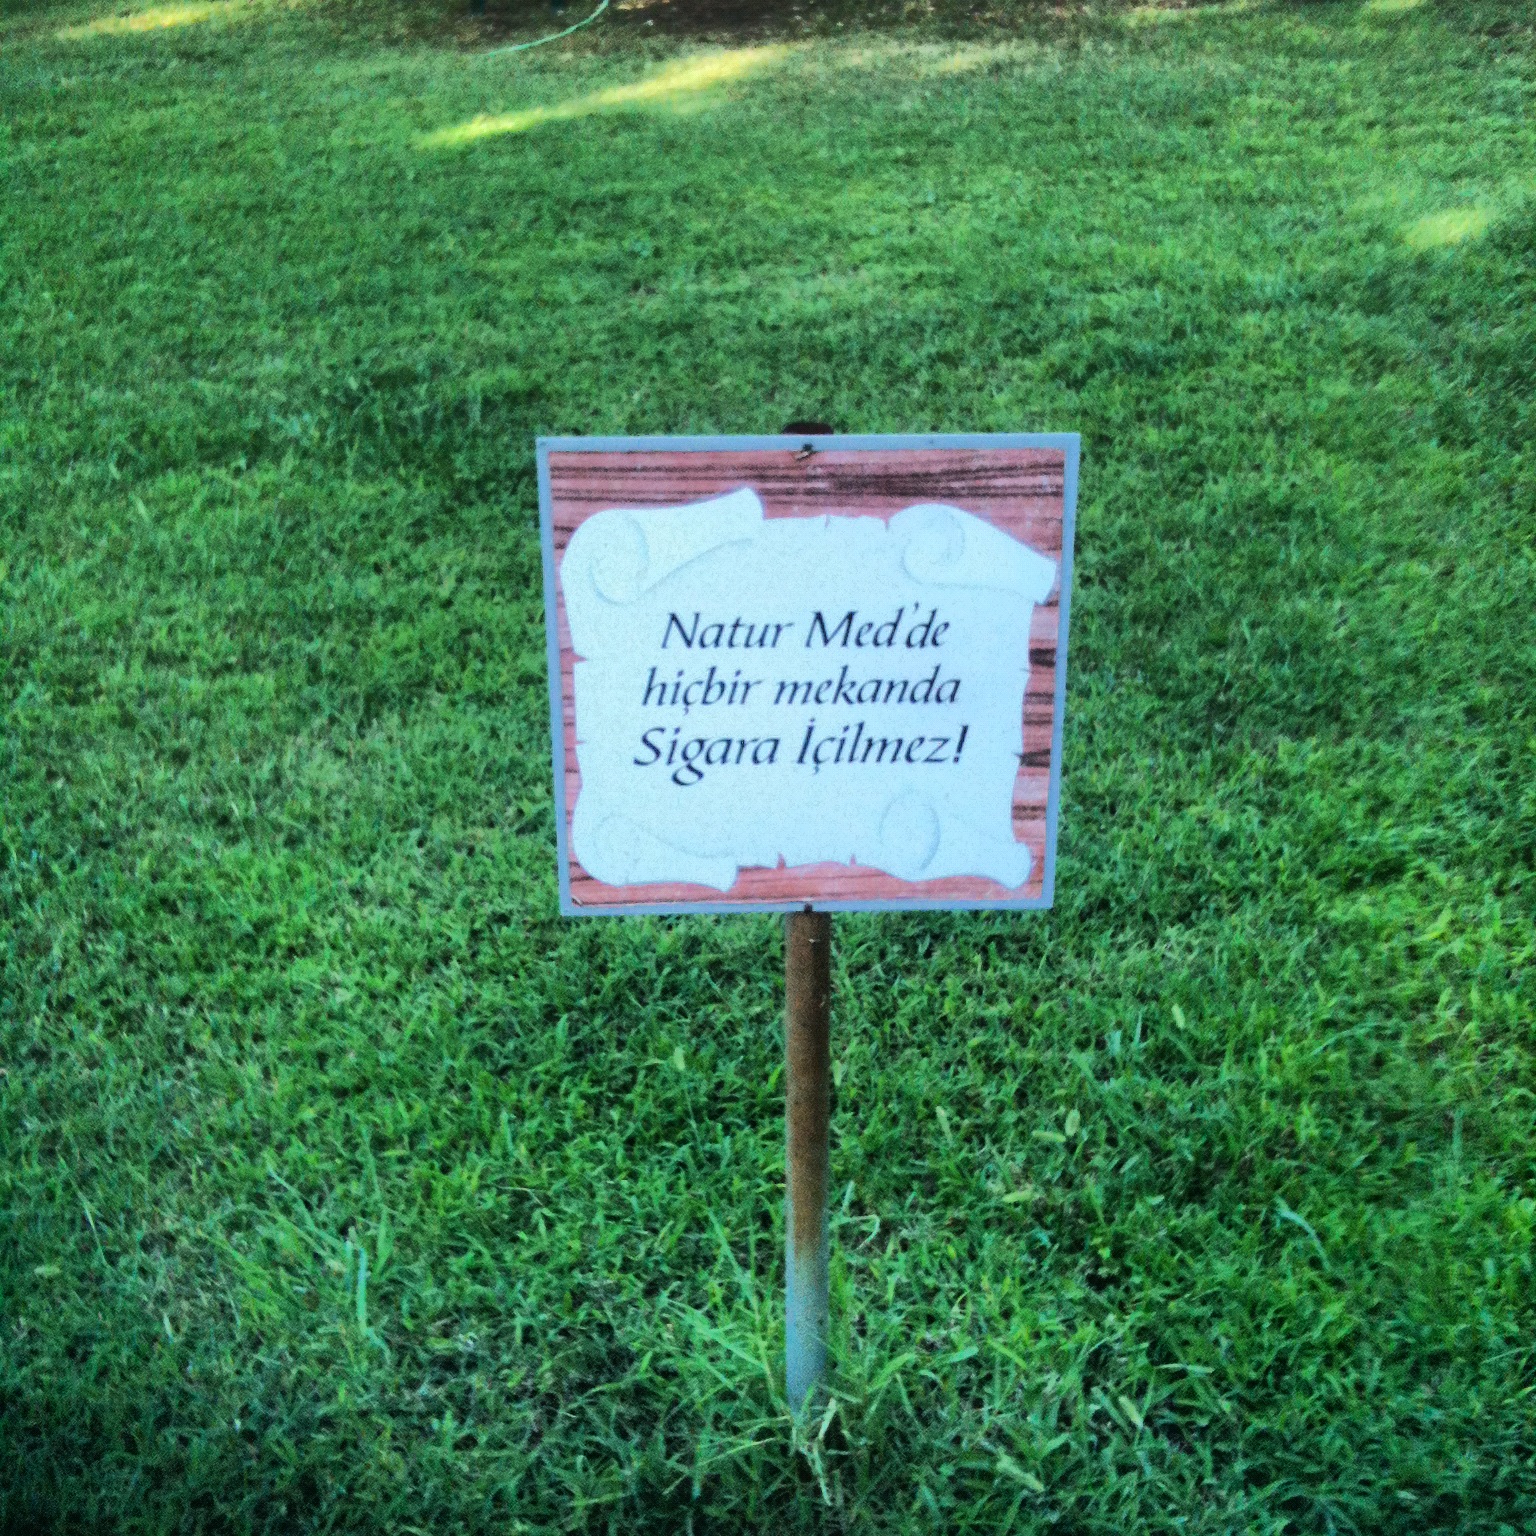 Natur Med'de
hiçbir mekanda
Sigara İçilmez!